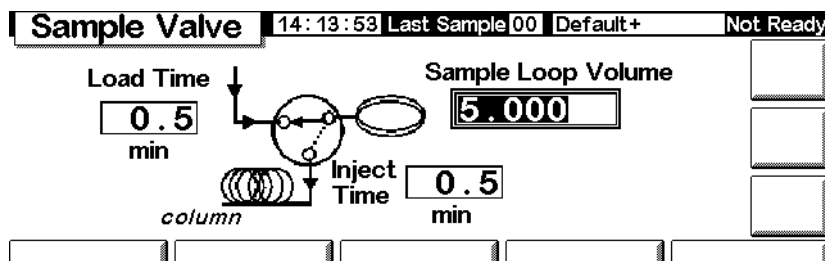 Sample Valve 14:13:53 Last Sample 00 Default+ Not Ready
Load Time
0.5
min
Sample Loop Volume
5.000
Inject
Time
0.5
min
column